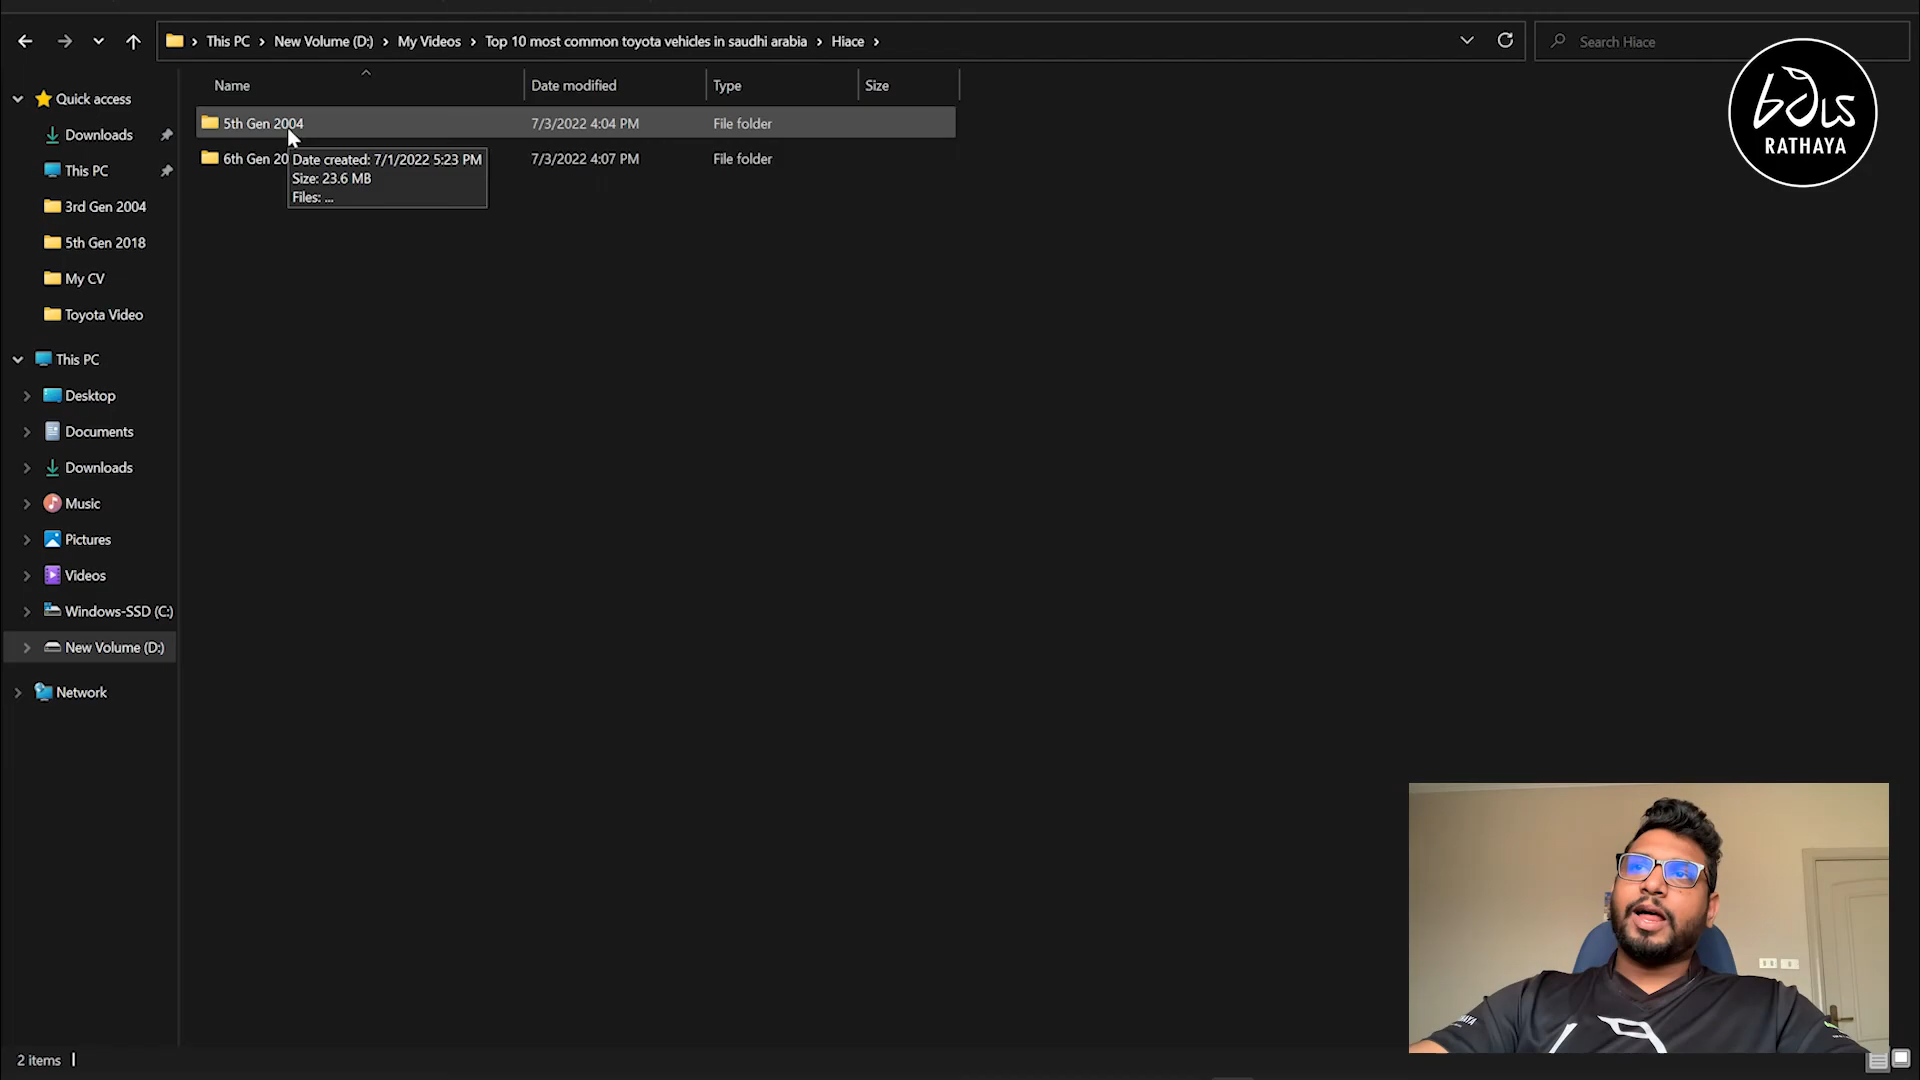 This PC > New Volume (D:) > My Videos > Top 10 most common toyota vehicles in saudhi arabia > Hiace >
Search Hiace
RATHAYA
Name
Date modified
Type
Size
5th Gen 2004
7/3/2022 4:04 PM
File folder
6th Gen 20
7/3/2022 4:07 PM
File folder
Date created: 7/1/2022 5:23 PM
Size: 23.6 MB
Files: ...
Quick access
Downloads
This PC
3rd Gen 2004
5th Gen 2018
My CV
Toyota Video
This PC
Desktop
Documents
Downloads
Music
Pictures
Videos
Windows-SSD (C:)
New Volume (D:)
Network
2 items